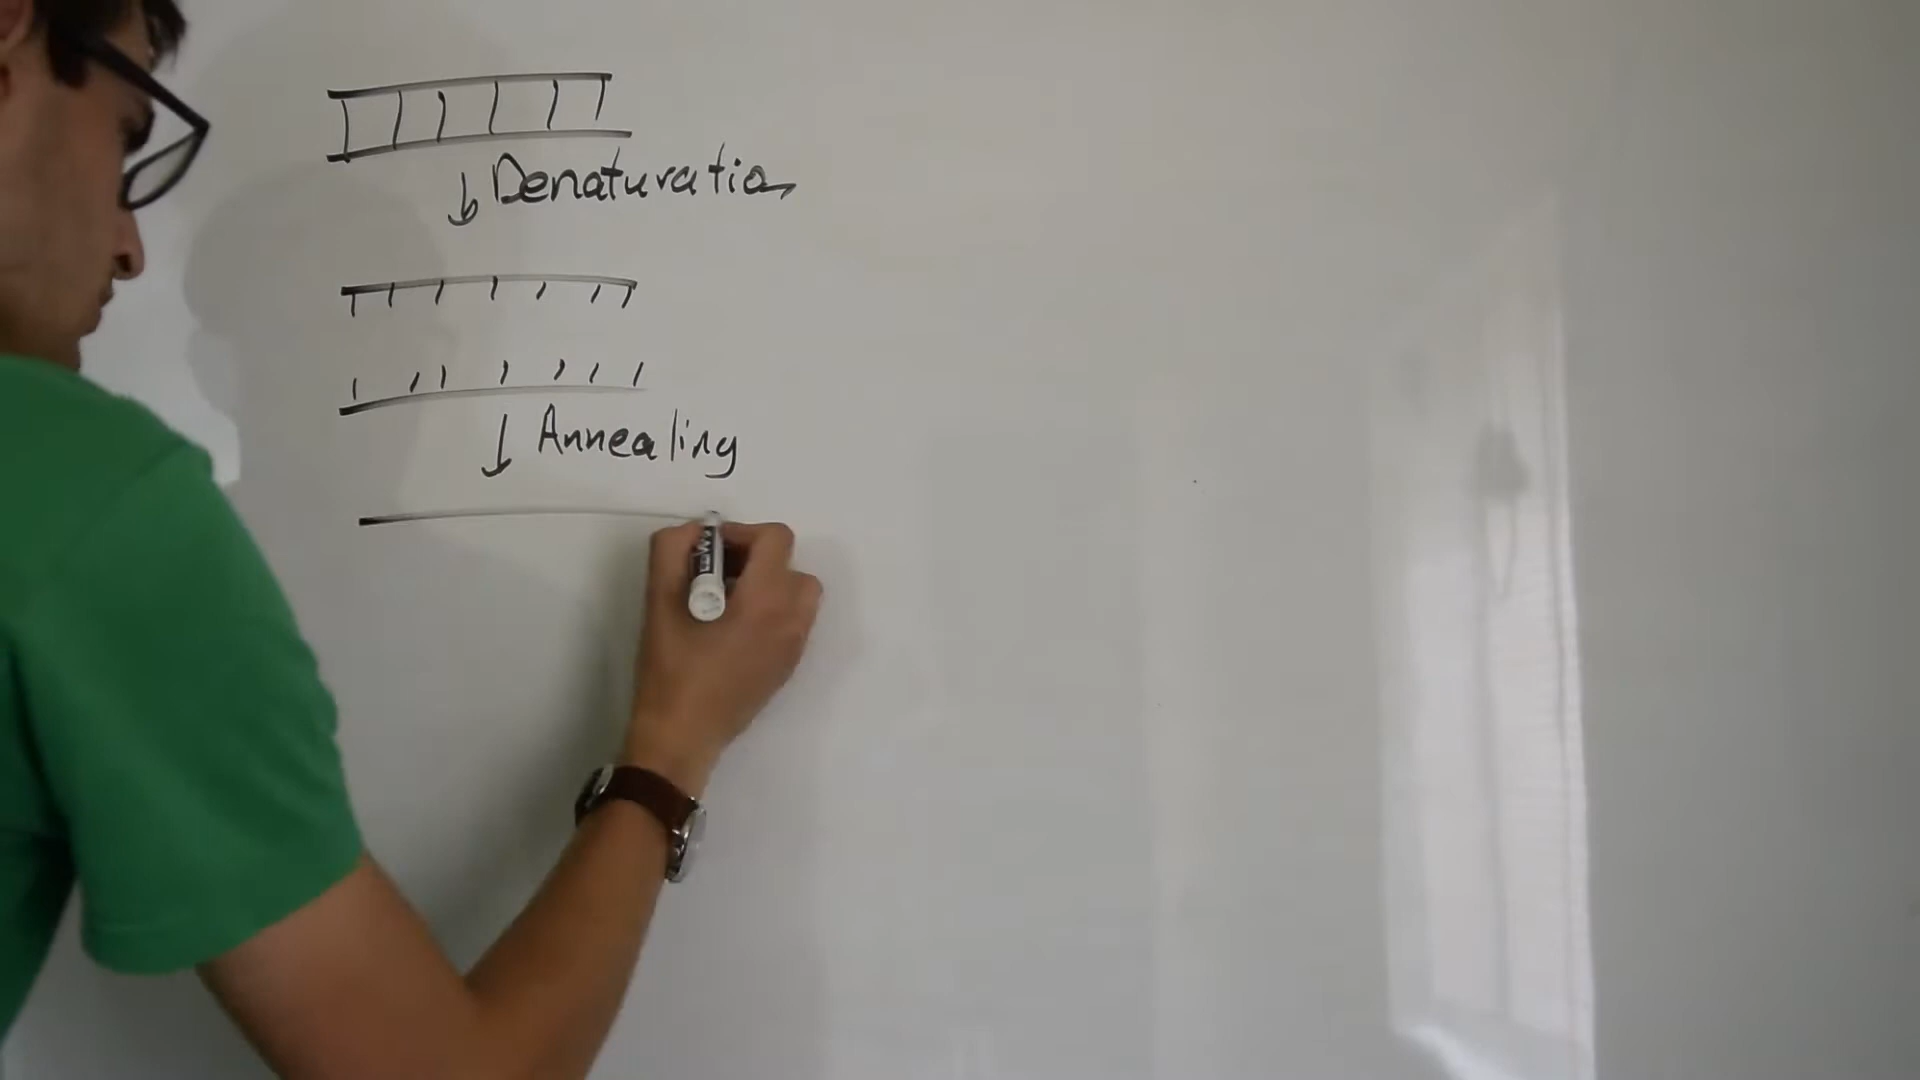 ↓ Denaturation
↓ Annealing